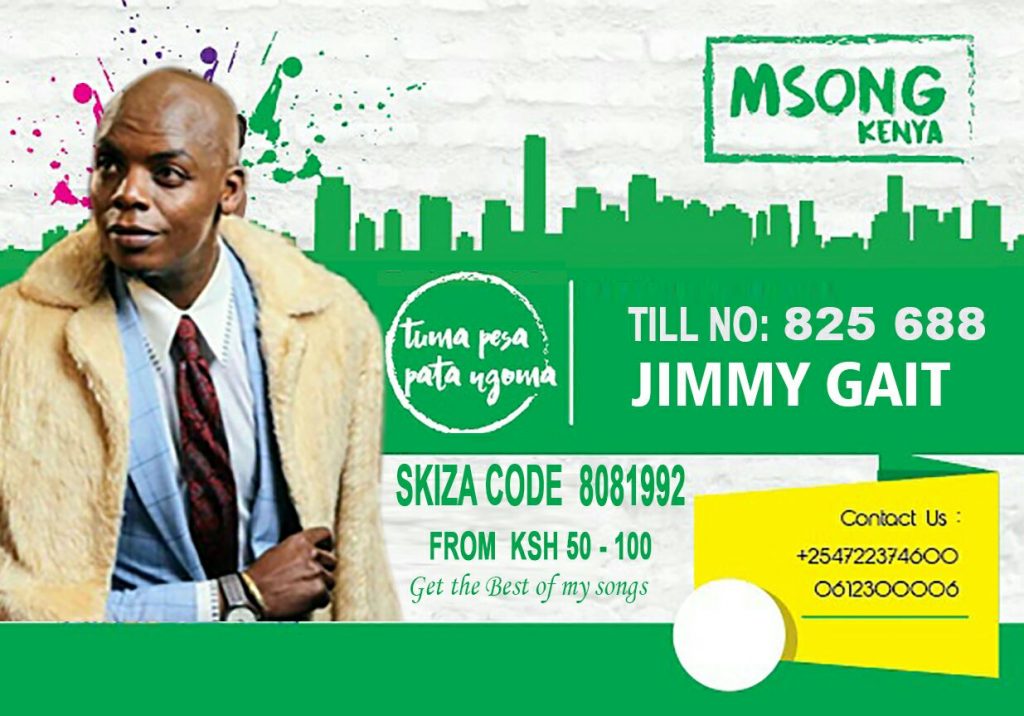 MSONG
KENYA
tuma pesa
pata ngoma
TILL NO: 825 688
JIMMY GAIT
SKIZA CODE 8081992
FROM KSH 50 - 100
Get the Best of my songs
Contact Us :
+254722374600
0612300006